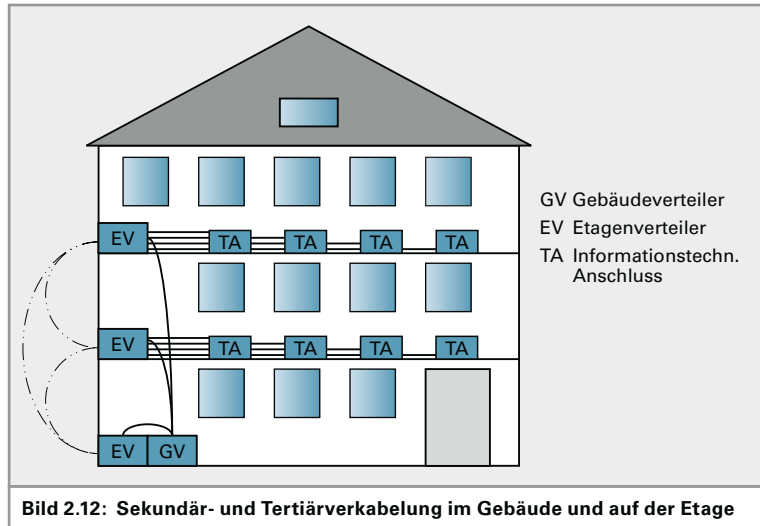 GV Gebäudeverteiler
EV Etagenverteiler
TA Informationstechn.
Anschluss
EV TA TA TA TA
EV TA TA TA TA
EV GV
Bild 2.12: Sekundär- und Tertiärverkabelung im Gebäude und auf der Etage